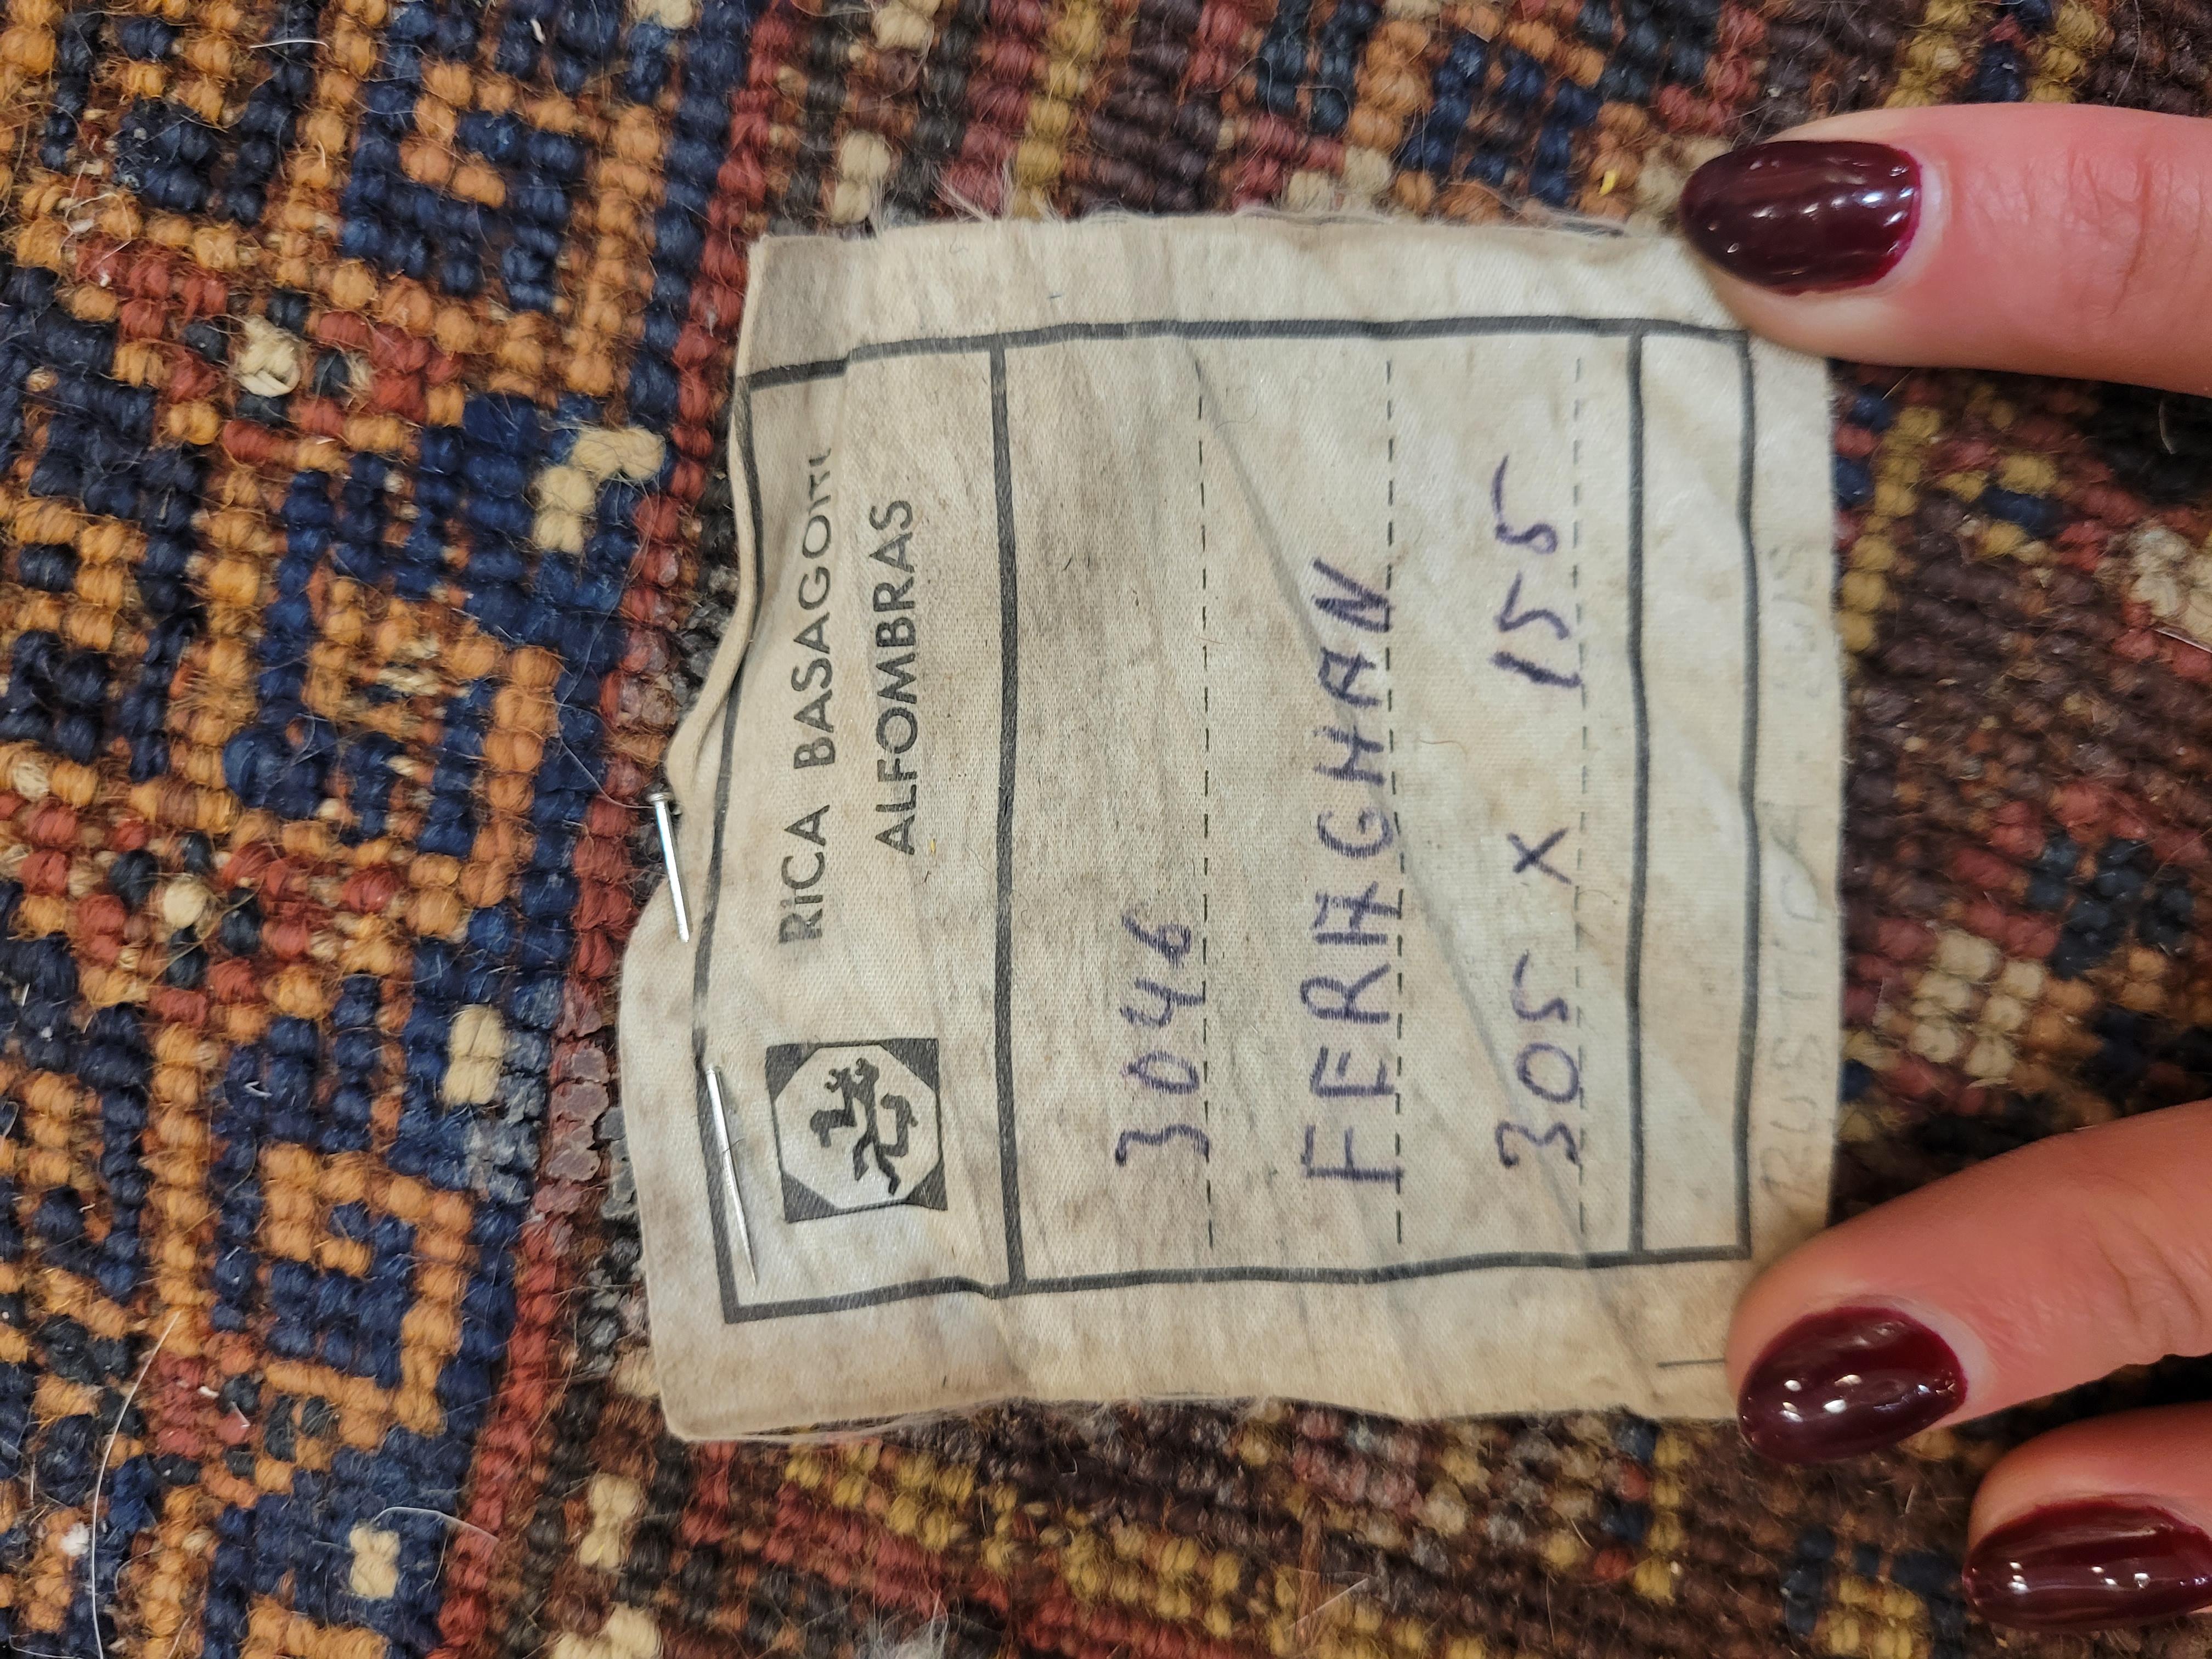 RICA BASAGOITI
ALFOMBRAS
3046
FERAGHAN
305 X 155